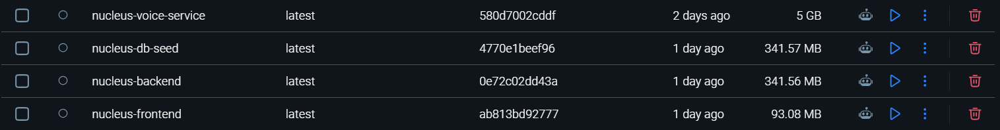 nucleus-voice-service latest 580d7002cddf 2 days ago 5 GB
nucleus-db-seed latest 4770e1beef96 1 day ago 341.57 MB
nucleus-backend latest 0e72c02dd43a 1 day ago 341.56 MB
nucleus-frontend latest ab813bd92777 1 day ago 93.08 MB